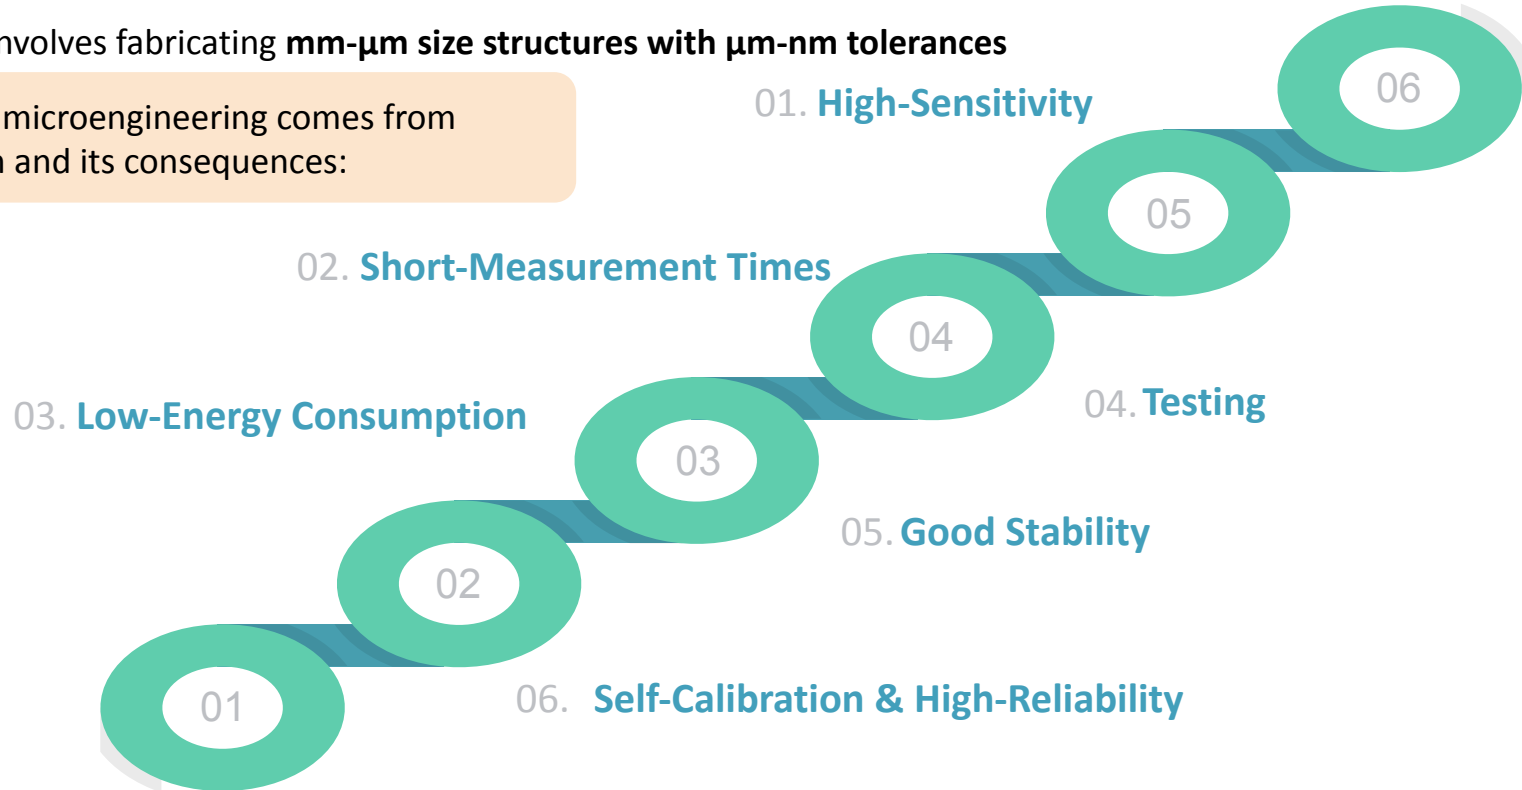 nvolves fabricating mm-µm size structures with µm-nm tolerances
microengineering comes from
and its consequences:
01. High-Sensitivity
06
05
02. Short-Measurement Times
04
03. Low-Energy Consumption
04. Testing
03
05. Good Stability
02
06. Self-Calibration & High-Reliability
01